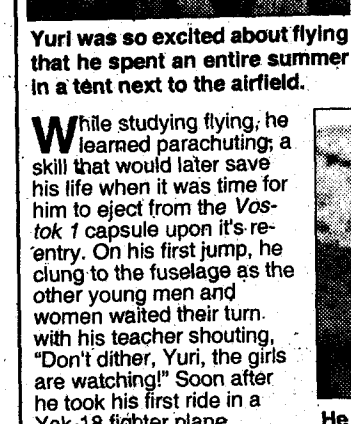 Yuri was so excited about flying
that he spent an entire summer
in a tent next to the airfield.
While studying flying, he
learned parachuting, a
skill that would later save
his life when it was time for
him to eject from the Vos-
tok 1 capsule upon it's re-
entry. On his first jump, he
clung to the fuselage as the
other young men and
women waited their turn
with his teacher shouting,
"Don't dither, Yuri, the girls
are watching!" Soon after
he took his first ride in a
Yak-18 fighter plane
He